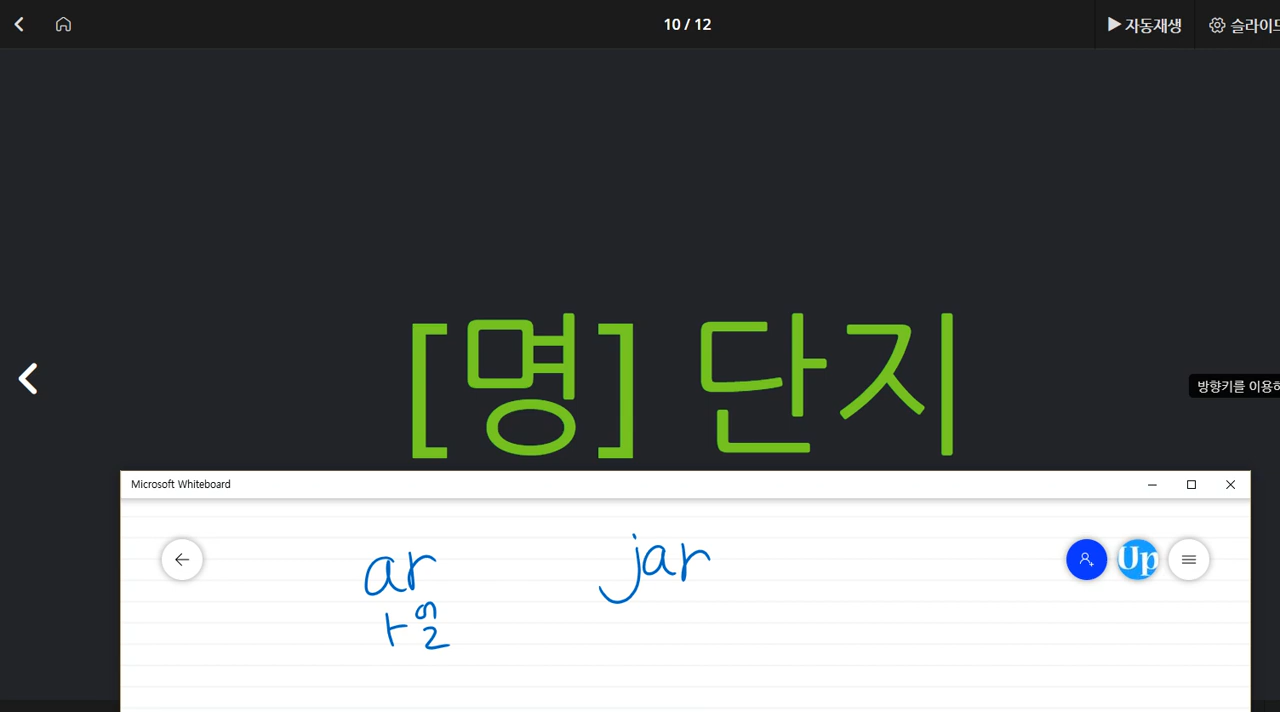 10 / 12
자동재생
슬라이드
[명] 단지
방향키를 이용하
Microsoft Whiteboard
Up
ar
jar
ㅏ얼